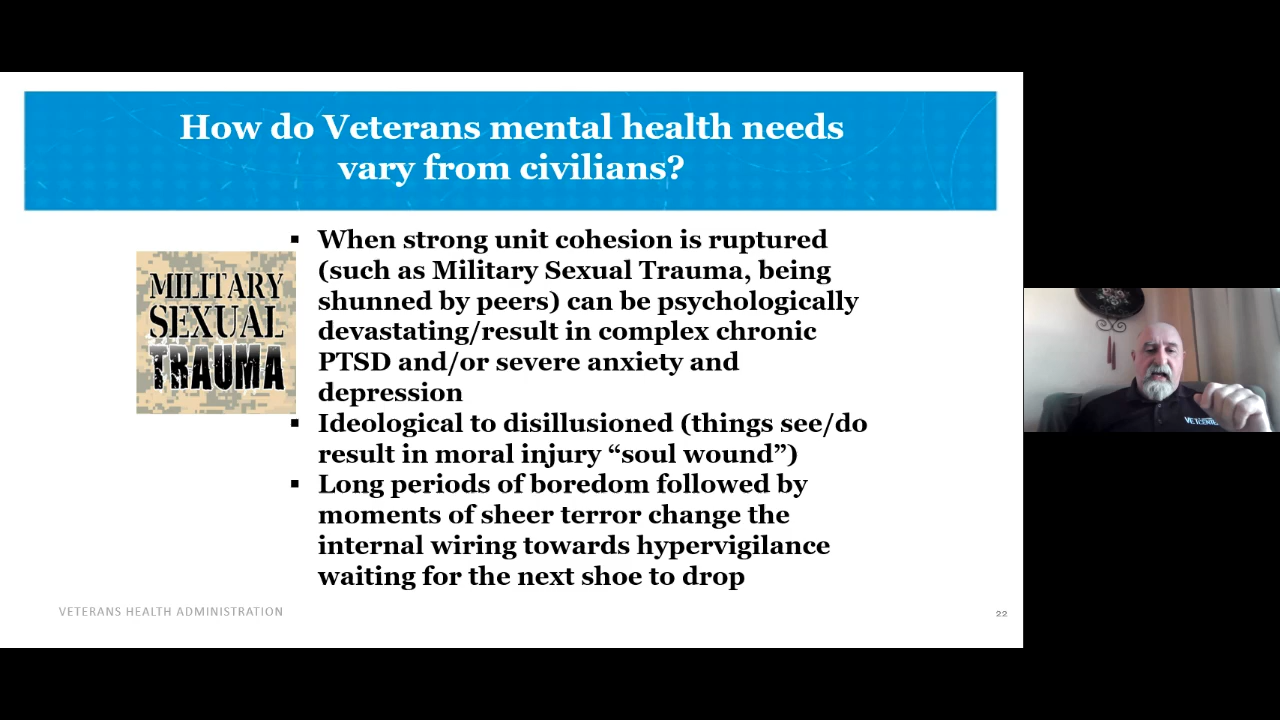 How do Veterans mental health needs
vary from civilians?
MILITARY
SEXUAL
TRAUMA
▪ When strong unit cohesion is ruptured
(such as Military Sexual Trauma, being
shunned by peers) can be psychologically
devastating/result in complex chronic
PTSD and/or severe anxiety and
depression
▪ Ideological to disillusioned (things see/do
result in moral injury “soul wound”)
▪ Long periods of boredom followed by
moments of sheer terror change the
internal wiring towards hypervigilance
waiting for the next shoe to drop
VETERANS HEALTH ADMINISTRATION
22